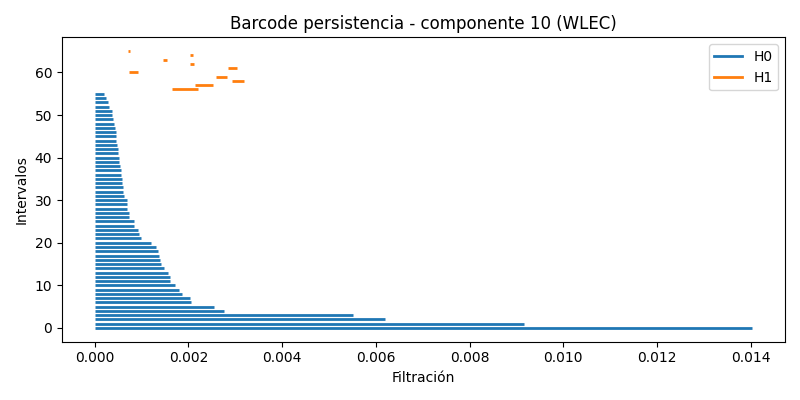 Barcode persistencia - componente 10 (WLEC)
H0
H1
Intervalos
60
50
40
30
20
10
0
0.000 0.002 0.004 0.006 0.008 0.010 0.012 0.014
Filtración